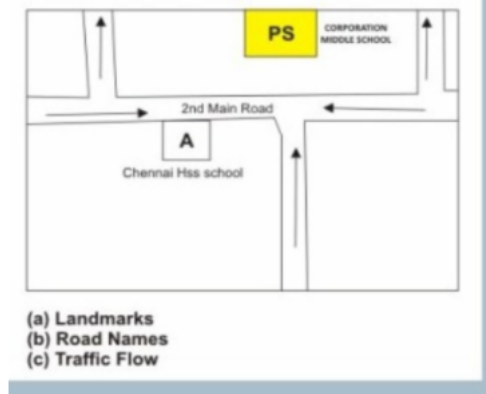 PS
CORPORATION
MIDDLE SCHOOL
2nd Main Road
A
Chennai Hss school
(a) Landmarks
(b) Road Names
(c) Traffic Flow